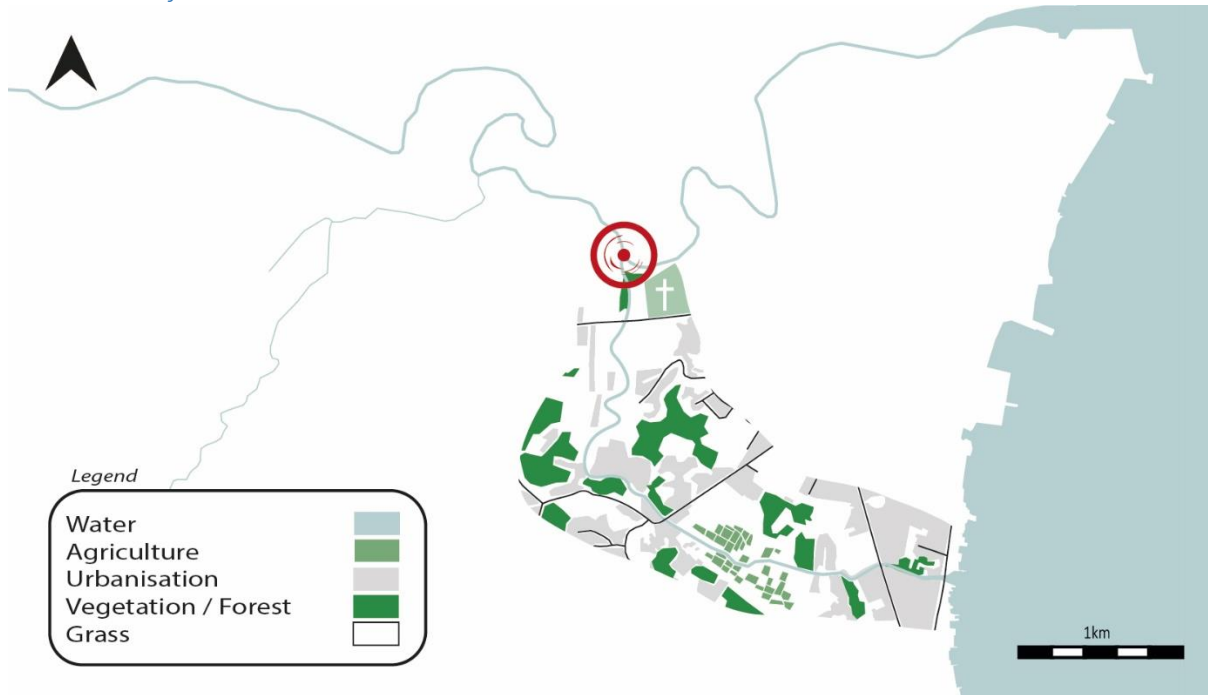 Legend
Water
Agriculture
Urbanisation
Vegetation / Forest
Grass
1km